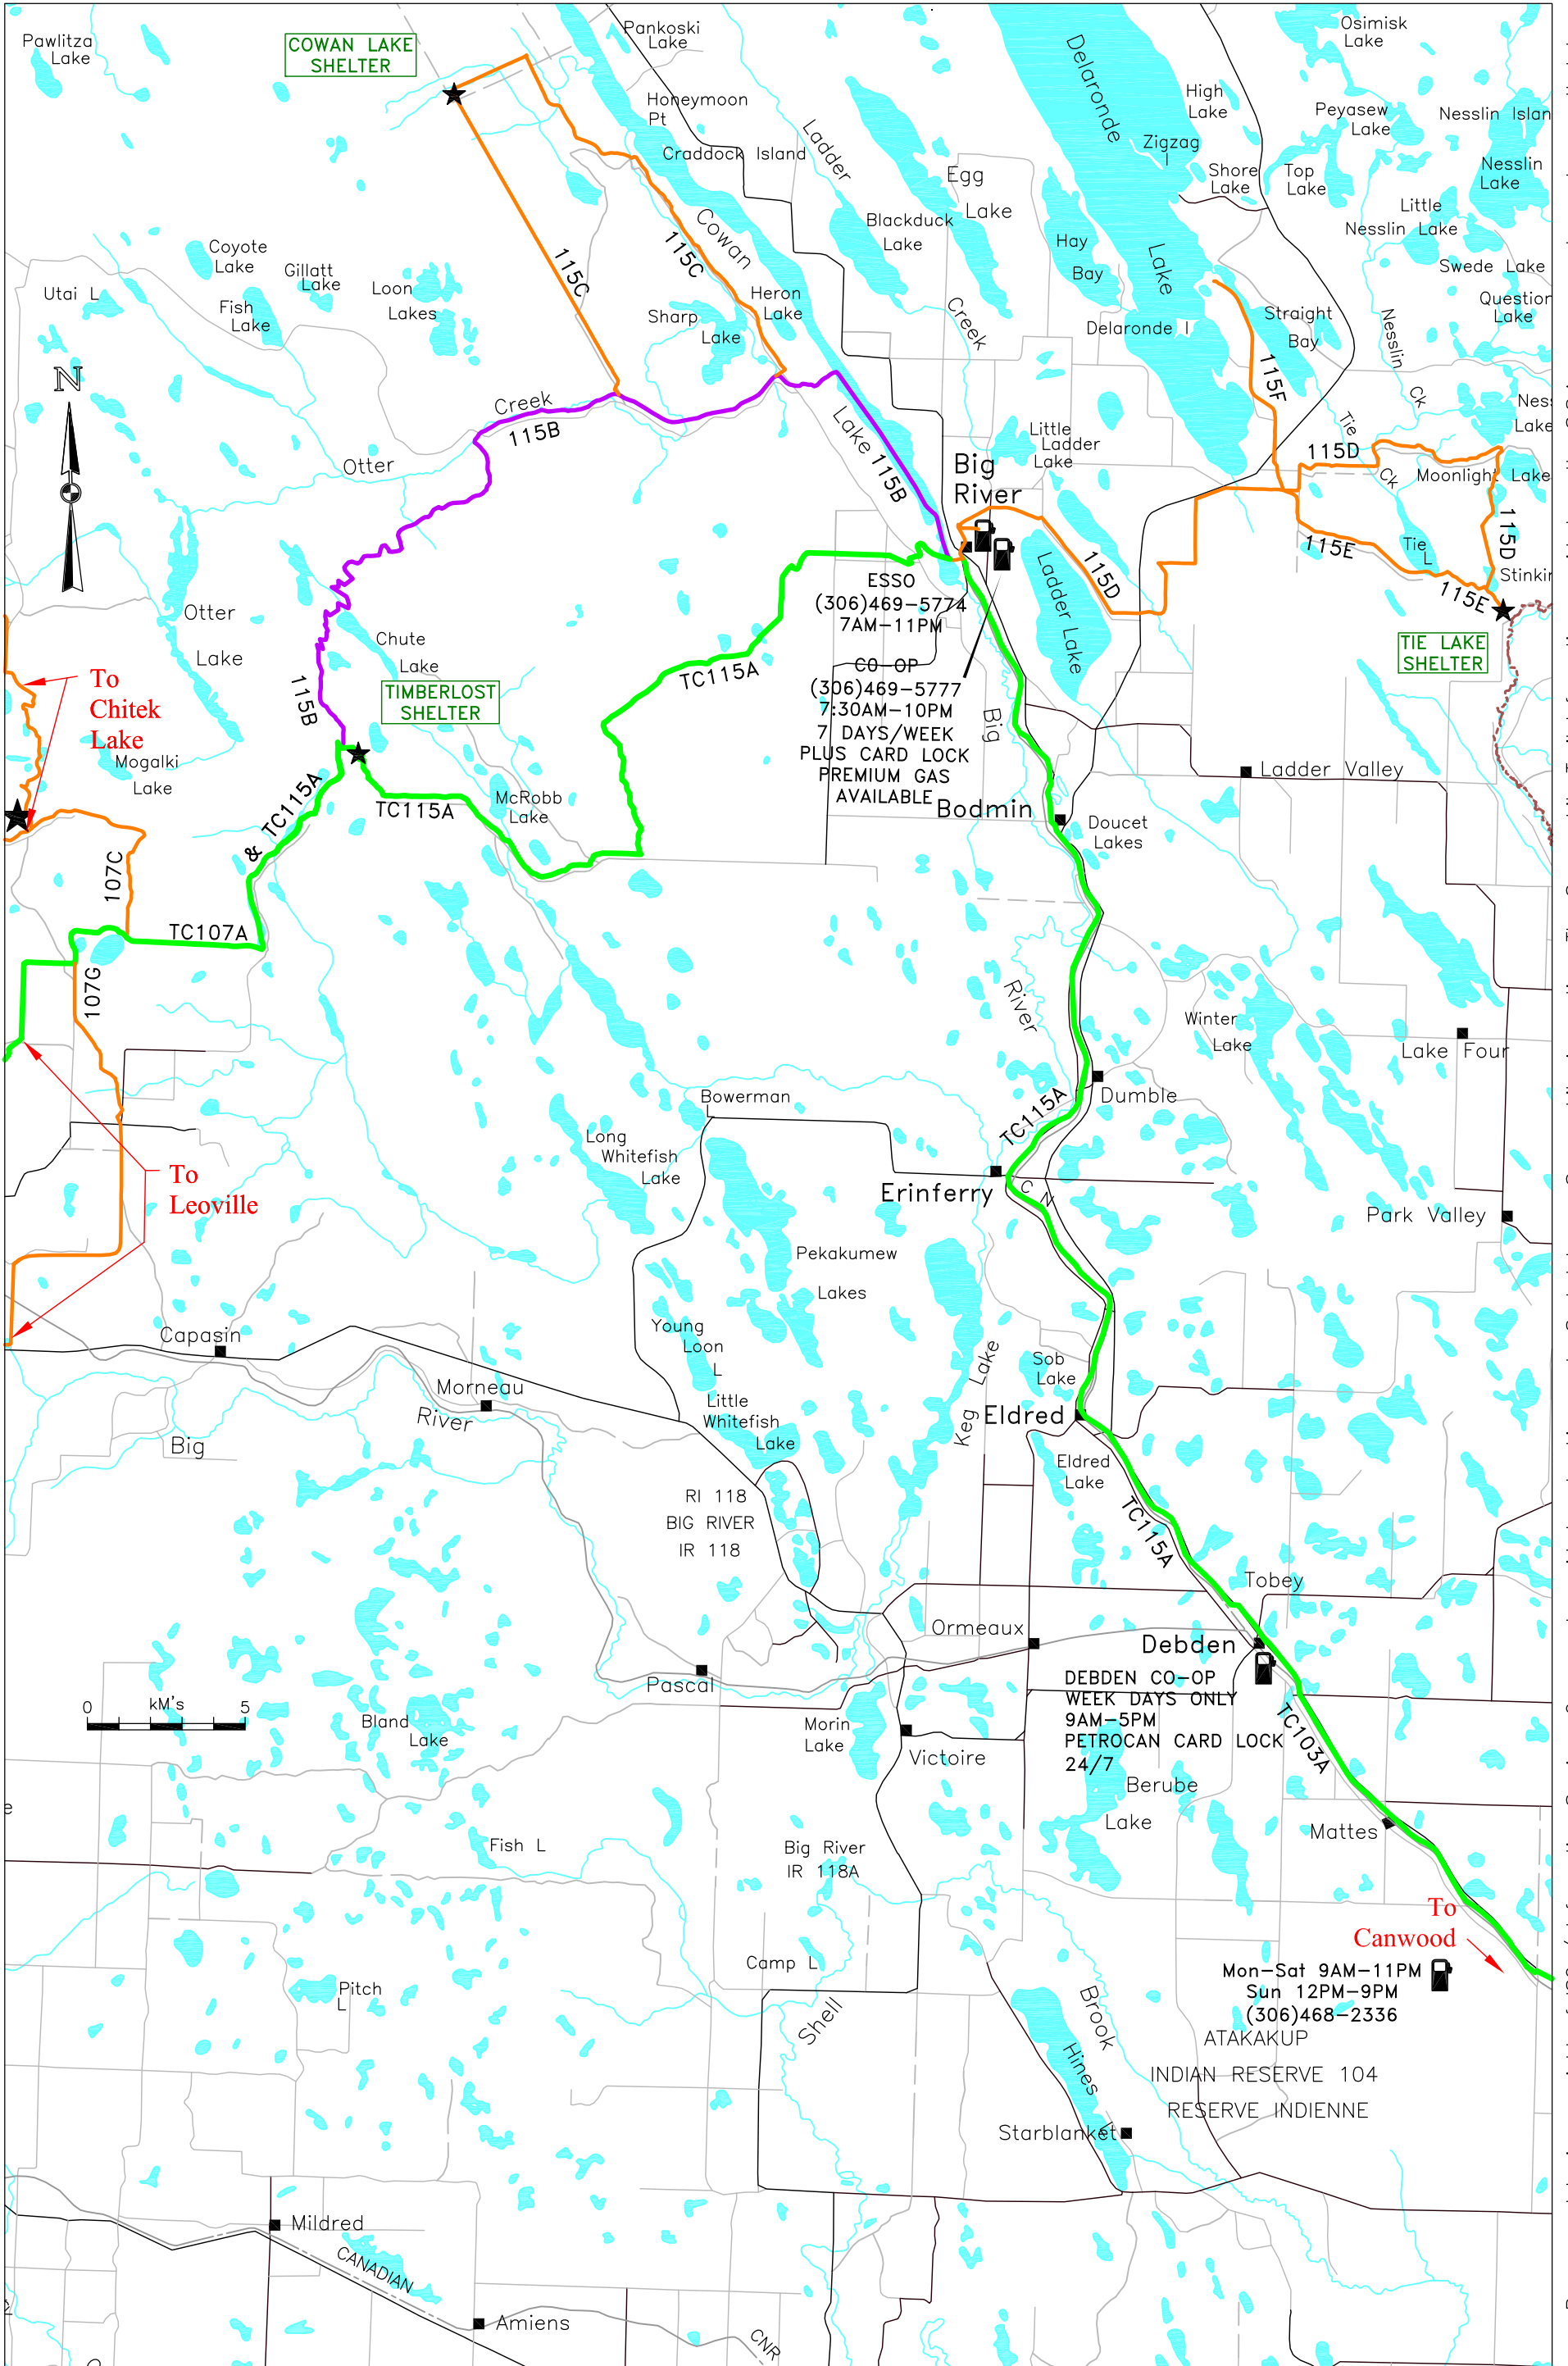 Pawlitza
Lake
COWAN LAKE
SHELTER
Pankoski
Lake
Honeymoon
Pt
Craddock Island
Ladder
Delaronde
High
Lake
Zigzag
I
Shore
Lake
Top
Lake
Osimisk
Lake
Peyasew
Lake
Nesslin Islan
Nesslin
Lake
Little
Nesslin Lake
Swede Lake
Question
Lake
Egg
Lake
Blackduck
Lake
Hay
Bay
Lake
Cowan
115C
115C
Coyote
Lake
Gillatt
Lake
Utai L
Fish
Lake
Loon
Lakes
Sharp
Lake
Heron
Lake
Creek
Delaronde I
Straight
Bay
Nesslin
Ck
115F
Tie
Ck
115D
Moonlight Lake
Ness
Lake
N
Creek
115B
Otter
Lake
115B
Little
Ladder
Lake
Big
River
115D
115E
Tie
L
115D
Stinkin
115E
TIE LAKE
SHELTER
Ladder Lake
ESSO
(306)469-5774
7AM-11PM
CO-OP
(306)469-5777
7:30AM-10PM
7 DAYS/WEEK
PLUS CARD LOCK
PREMIUM GAS
AVAILABLE
Otter
Lake
Chute
Lake
TIMBERLOST
SHELTER
115B
TC115A
To
Chitek
Lake
Mogalki
Lake
& TC115A
TC115A
McRobb
Lake
Big
Bodmin
Doucet
Lakes
Ladder Valley
107C
TC107A
107G
River
Winter
Lake
Lake Four
Dumble
TC115A
Bowerman
L
Long
Whitefish
Lake
To
Leoville
Erinferry
C N
Park Valley
Pekakumew
Lakes
Young
Loon
L
Little
Whitefish
Lake
Keg Lake
Sob
Lake
Eldred
Eldred
Lake
Capasin
Morneau
River
Big
RI 118
BIG RIVER
IR 118
TC115A
Tobey
Ormeaux
Debden
DEBDEN CO-OP
WEEK DAYS ONLY
9AM-5PM
PETROCAN CARD LOCK
24/7
TC103A
Pascal
0 kM's 5
Bland
Lake
Morin
Lake
Victoire
Berube
Lake
Mattes
Fish L
Big River
IR 118A
To
Canwood
Camp L
Pitch
L
Mon-Sat 9AM-11PM
Sun 12PM-9PM
(306)468-2336
Shell
Brook
Hines
ATAKAKUP
INDIAN RESERVE 104
RESERVE INDIENNE
Starblanket
Mildred
CANADIAN
Amiens
CNR